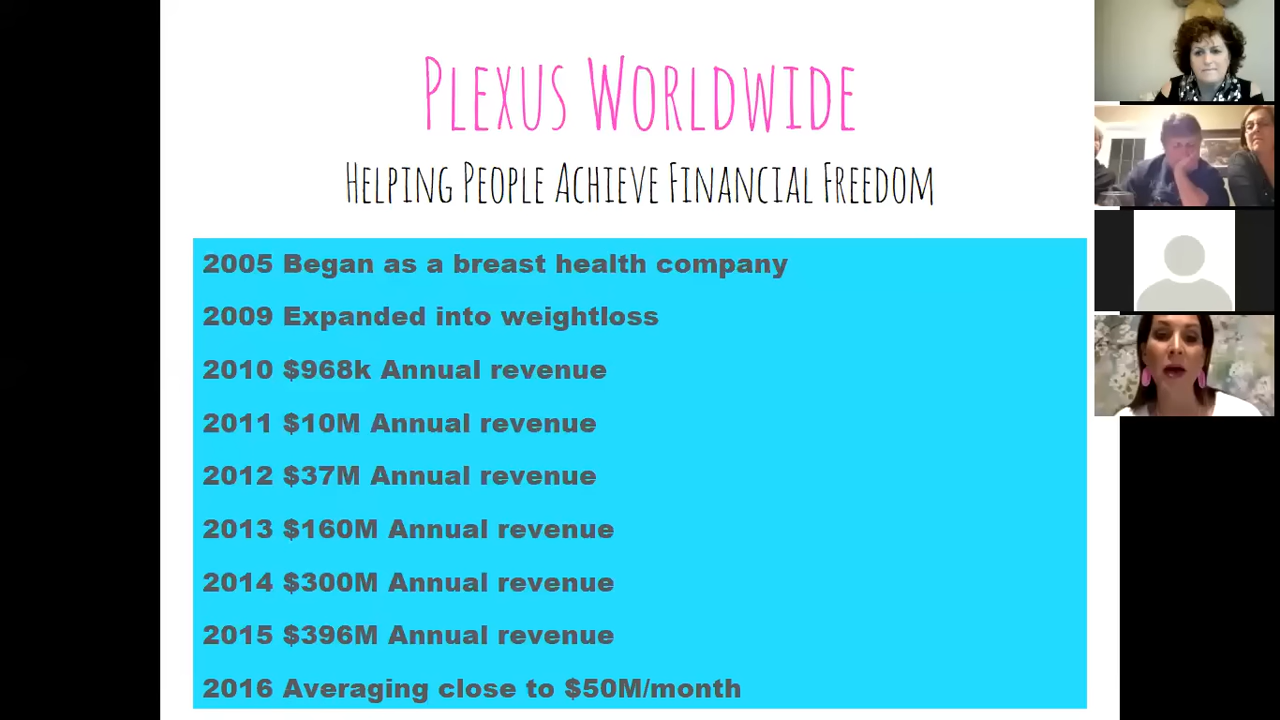 PLEXUS WORLDWIDE
HELPING PEOPLE ACHIEVE FINANCIAL FREEDOM
2005 Began as a breast health company
2009 Expanded into weightloss
2010 $968k Annual revenue
2011 $10M Annual revenue
2012 $37M Annual revenue
2013 $160M Annual revenue
2014 $300M Annual revenue
2015 $396M Annual revenue
2016 Averaging close to $50M/month